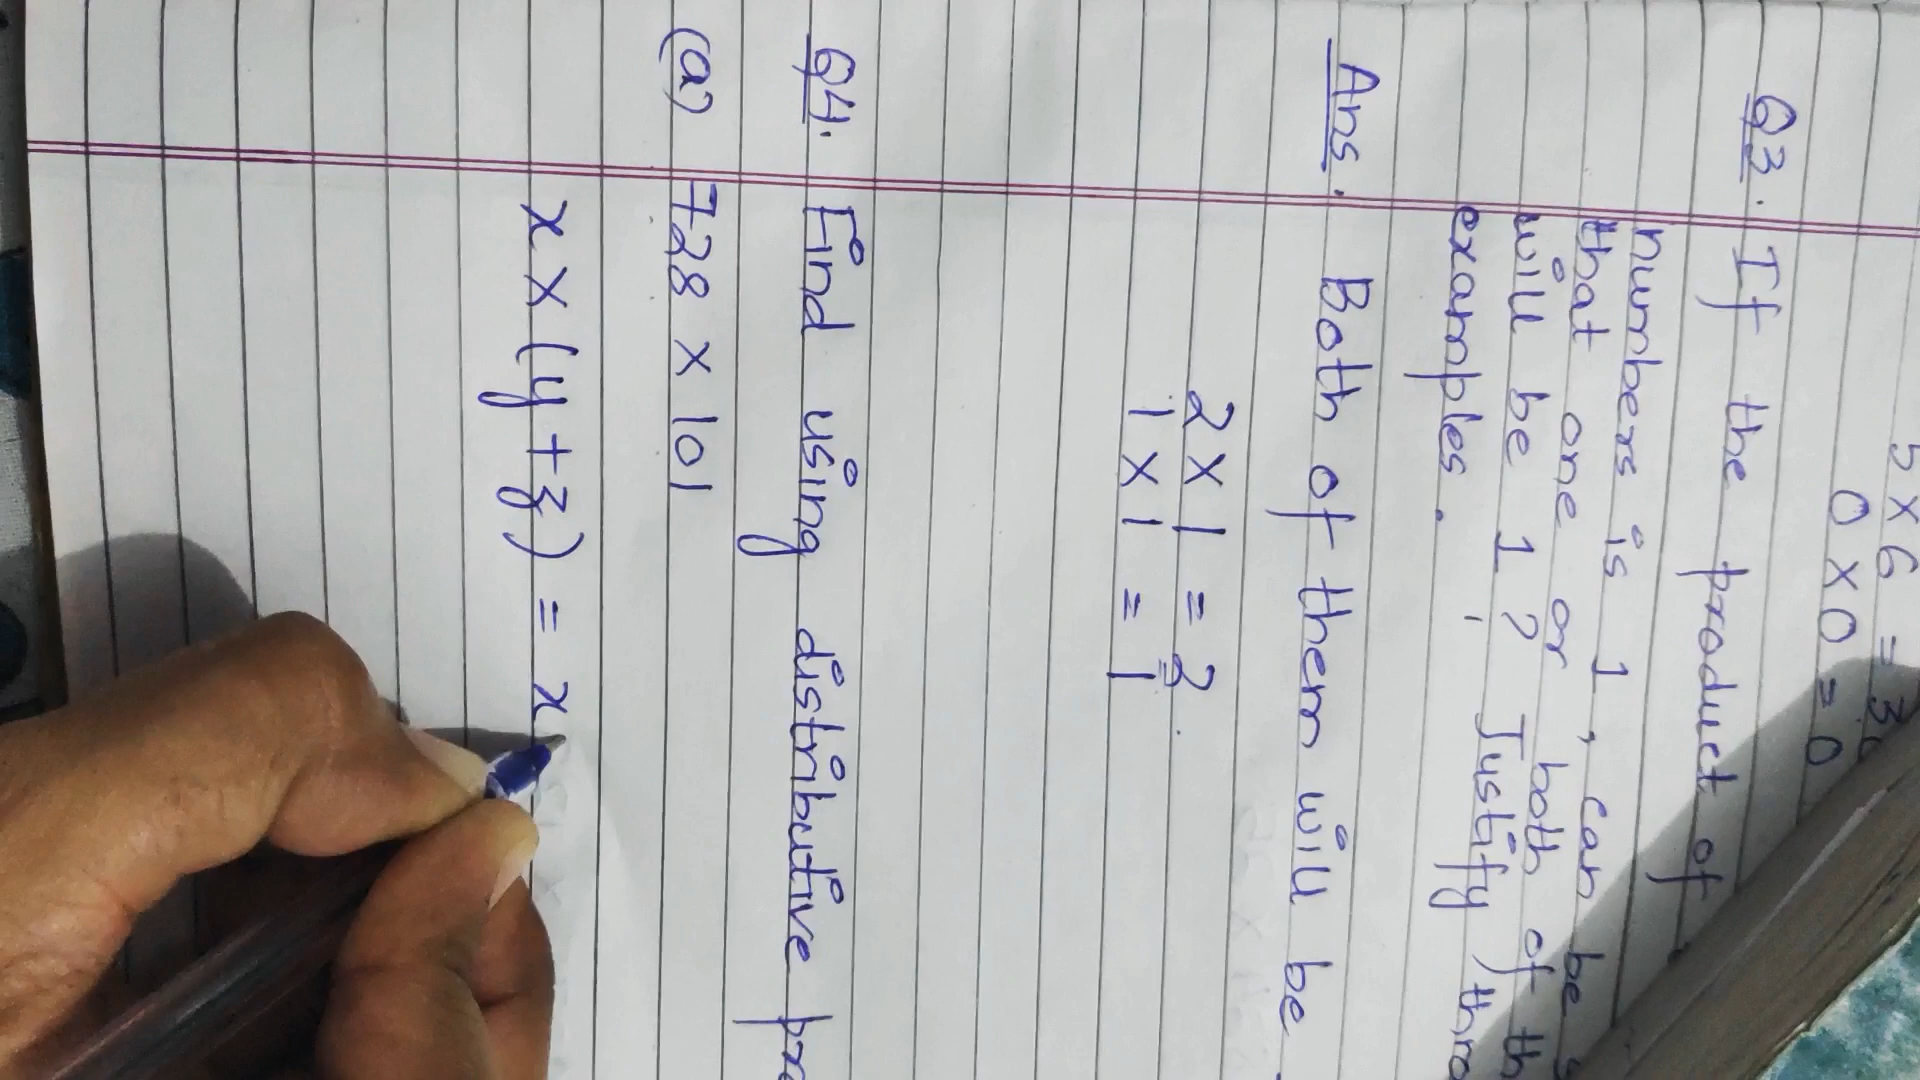 5 × 6 = 30
0 × 0 = 0
Q3. If the product of
numbers is 1, can be
that one or both of th
will be 1? Justify thro
examples.
Ans. Both of them will be
2 × 1 = 2
1 × 1 = 1
Q4. Find using distributive pro
(a) 728 × 101
x × (y + z) = x